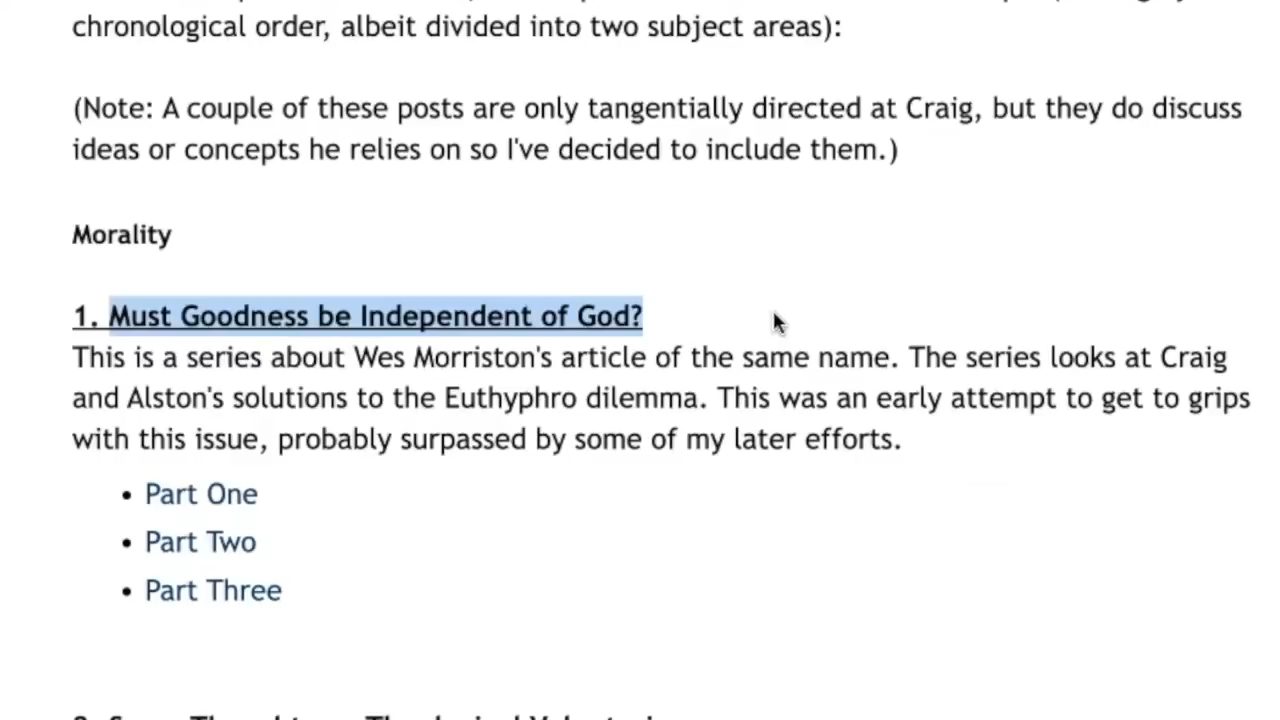 chronological order, albeit divided into two subject areas):
(Note: A couple of these posts are only tangentially directed at Craig, but they do discuss
ideas or concepts he relies on so I've decided to include them.)
Morality
1. Must Goodness be Independent of God?
This is a series about Wes Morriston's article of the same name. The series looks at Craig
and Alston's solutions to the Euthyphro dilemma. This was an early attempt to get to grips
with this issue, probably surpassed by some of my later efforts.
• Part One
• Part Two
• Part Three